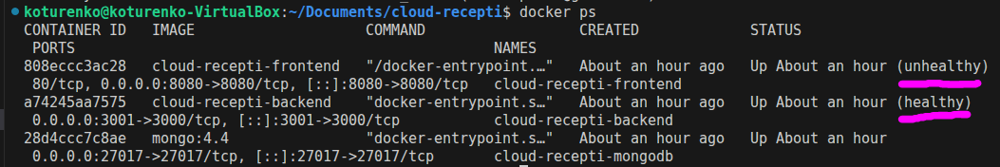 koturenko@koturenko-VirtualBox:~/Documents/cloud-recepti$ docker ps
CONTAINER ID   IMAGE                    COMMAND                  CREATED             STATUS
 PORTS                                                 NAMES
808eccc3ac28   cloud-recepti-frontend   "/docker-entrypoint.…"   About an hour ago   Up About an hour (unhealthy)
 80/tcp, 0.0.0.0:8080->8080/tcp, [::]:8080->8080/tcp   cloud-recepti-frontend
a74245aa7575   cloud-recepti-backend    "docker-entrypoint.s…"   About an hour ago   Up About an hour (healthy)
 0.0.0.0:3001->3000/tcp, [::]:3001->3000/tcp           cloud-recepti-backend
28d4ccc7c8ae   mongo:4.4                "docker-entrypoint.s…"   About an hour ago   Up About an hour
 0.0.0.0:27017->27017/tcp, [::]:27017->27017/tcp       cloud-recepti-mongodb